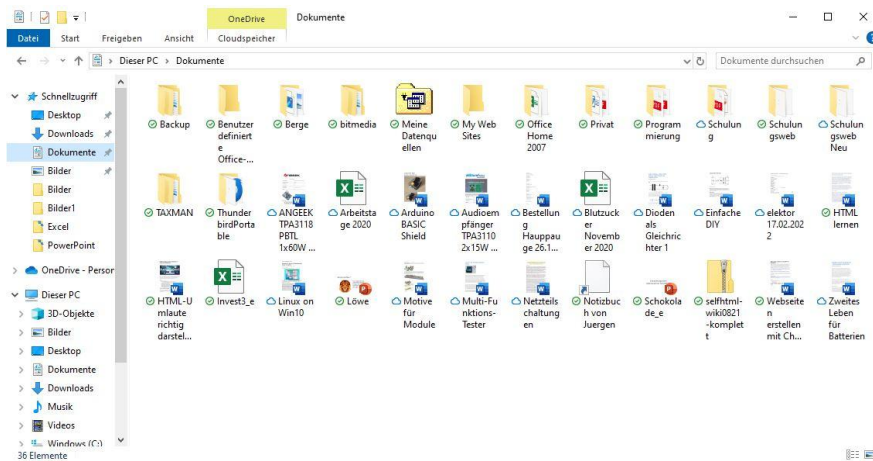 OneDrive
Dokumente
Datei
Start
Freigeben
Ansicht
Cloudspeicher
Dieser PC
Dokumente
Dokumente durchsuchen
Schnellzugriff
Desktop
Downloads
Dokumente
Bilder
Bilder
Bilder1
Excel
PowerPoint
OneDrive - Person
Dieser PC
3D-Objekte
Bilder
Desktop
Dokumente
Downloads
Musik
Videos
Windows (C:)
Backup
Benutzer
definiert
e
Office-...
Berge
bitmedia
Meine
Datenqu
ellen
My Web
Sites
Office
Home
2007
Privat
Program
mierung
Schulun
g
Schulun
gsweb
Schulun
gsweb
Neu
TAXMAN
Thunder
birdPorta
ble
ANGEEK
TPA3118
PBTL
1x60W ...
Arbeitsta
ge 2020
Arduino
BASIC
Shield
Audioem
pfänger
TPA3110
2x15W ...
Bestellun
g
Hauppau
ge 26.1...
Blutzuck
er
Novemb
er 2020
Dioden
als
Gleichric
hter 1
Einfache
DIY
elektor
17.02.202
2
HTML
lernen
HTML-U
mlaute
richtig
darstel...
Invest3_e
Linux on
Win10
Löwe
Motive
für
Module
Multi-Fu
nktions-
Tester
Netzteils
chaltung
en
Notizbuc
h von
Juergen
Schokola
de_e
selfhtml-
wiki0821
-komplet
t
Webseite
n
erstellen
mit Ch...
Zweites
Leben
für
Batterien
36 Elemente